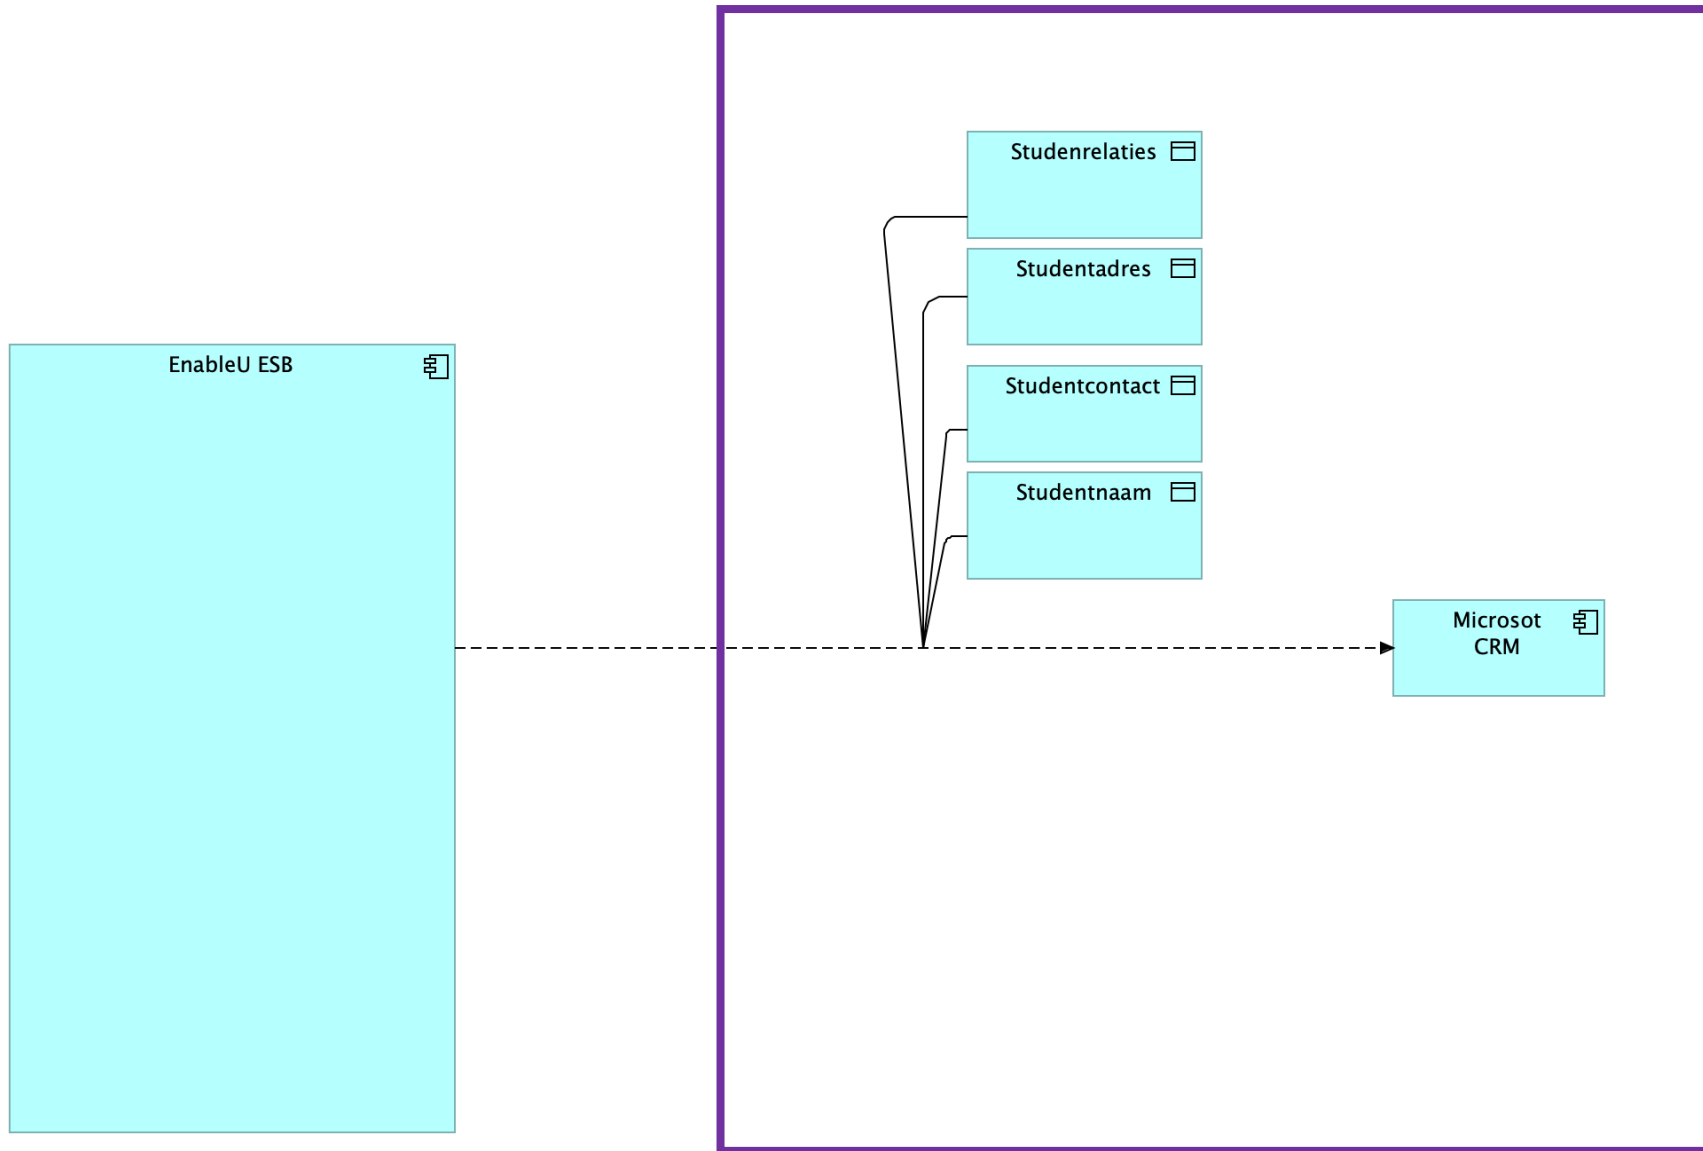 Studenrelaties
Studentadres
EnableU ESB
Studentcontact
Studentnaam
Microsot
CRM